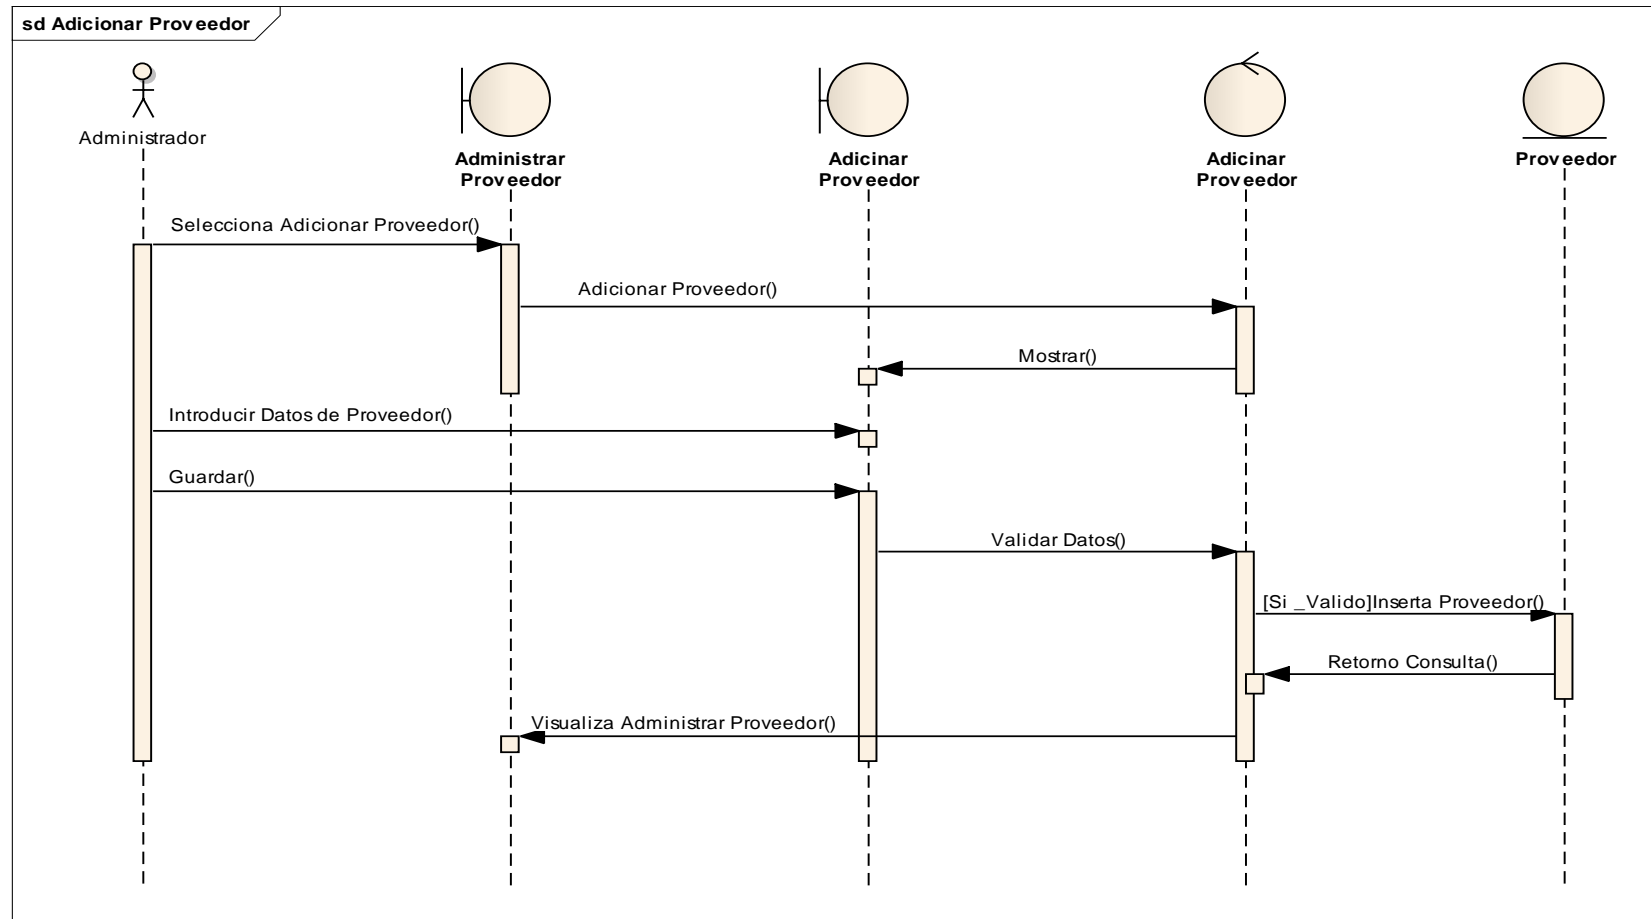 sd Adicionar Proveedor
Administrador
Administrar
Proveedor
Adicinar
Proveedor
Adicinar
Proveedor
Proveedor
Selecciona Adicionar Proveedor()
Adicionar Proveedor()
Mostrar()
Introducir Datos de Proveedor()
Guardar()
Validar Datos()
[Si _Valido]Inserta Proveedor()
Retorno Consulta()
Visualiza Administrar Proveedor()